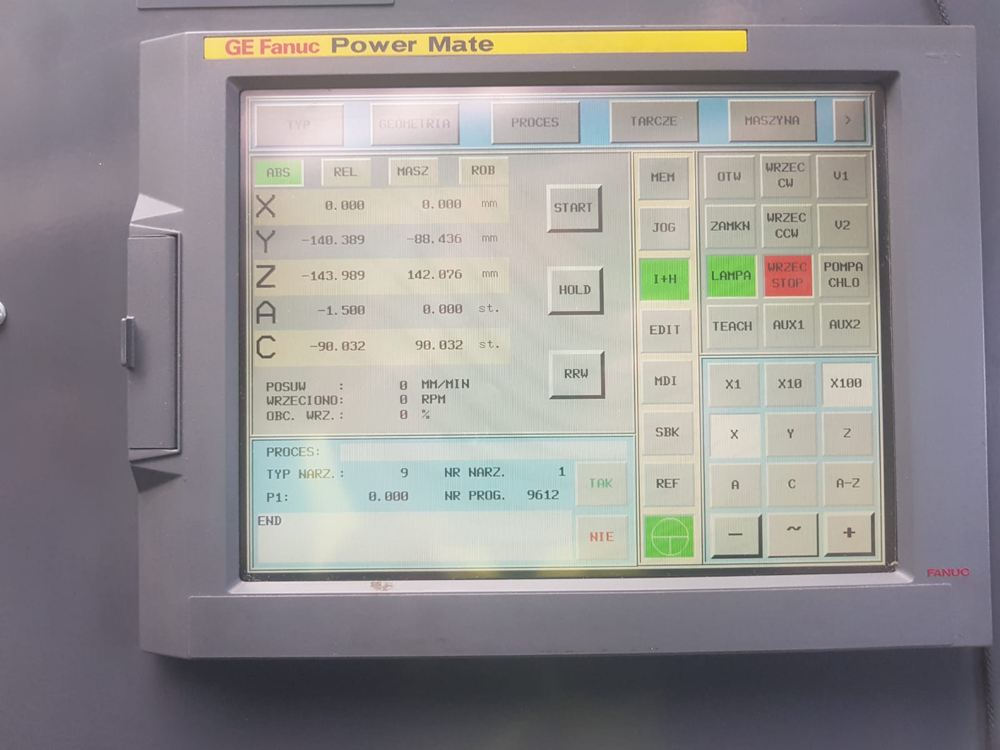 GE Fanuc Power Mate
TYP GEOMETRIA PROCES TARCZE MASZYNA >
ABS REL MASZ ROB
X 0.000 0.000 mm
Y -140.389 -88.436 mm
Z -143.989 142.076 mm
A -1.500 0.000 st.
C -90.032 90.032 st.
POSUW : 0 MM/MIN
WRZECIONO: 0 RPM
OBC. WRZ.: 0 %
START
HOLD
RRW
PROCES:
TYP NARZ.: 9 NR NARZ. 1
P1: 0.000 NR PROG. 9612
END
TAK
NIE
MEM
JOG
I+H
EDIT
MDI
SBK
REF
OTW WRZEC CW V1
ZAMKN WRZEC CCW V2
LAMPA WRZEC STOP POMPA CHLO
TEACH AUX1 AUX2
X1 X10 X100
X Y Z
A C A-Z
- ~ +
FANUC